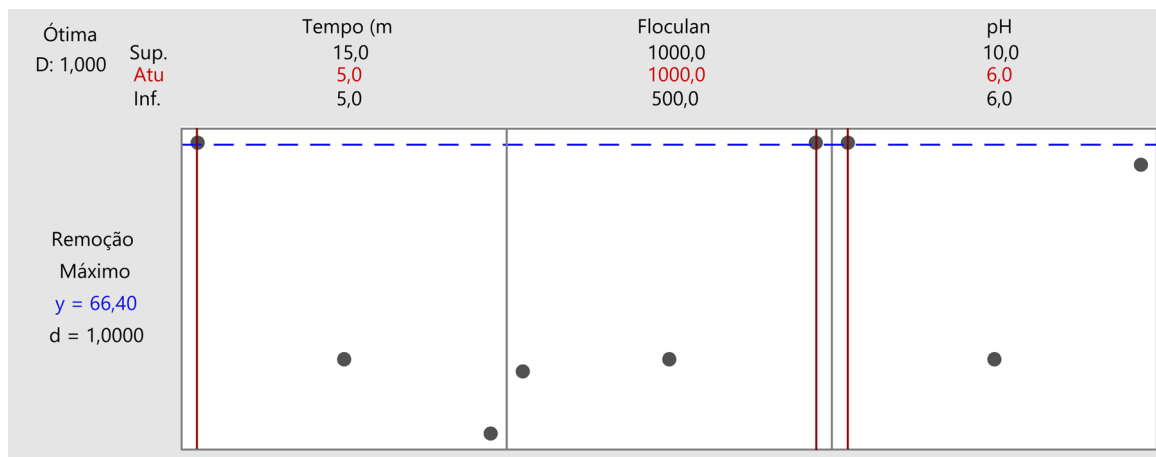 Ótima
D: 1,000
Tempo (m Floculan pH
Sup. 15,0 1000,0 10,0
Atu 5,0 1000,0 6,0
Inf. 5,0 500,0 6,0
Remoção
Máximo
y = 66,40
d = 1,0000